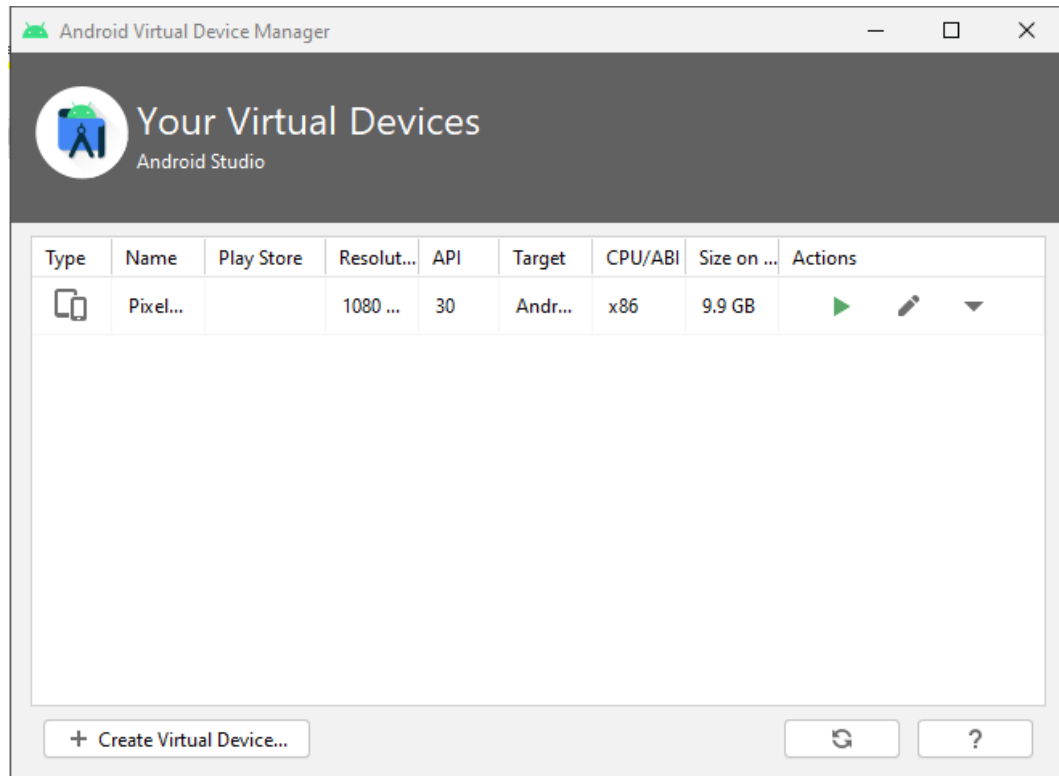 Android Virtual Device Manager
Your Virtual Devices
Android Studio
Type Name Play Store Resolut... API Target CPU/ABI Size on ... Actions
Pixel... 1080 ... 30 Andr... x86 9.9 GB
+ Create Virtual Device... ?